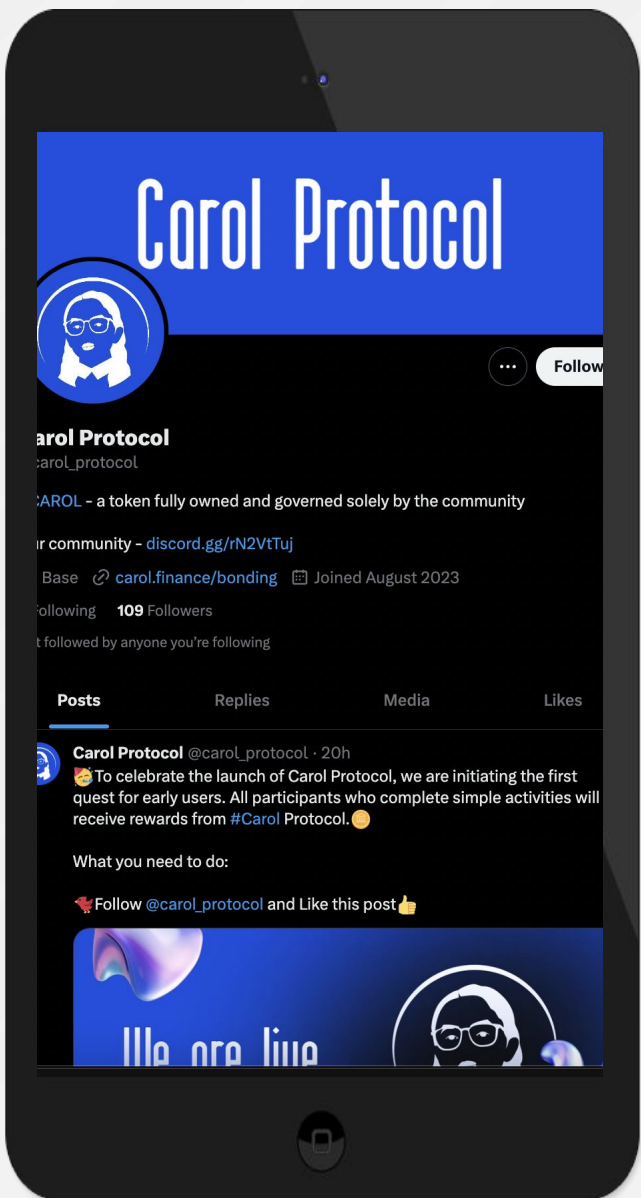 Carol Protocol
Follow
arol Protocol
carol_protocol
CAROL - a token fully owned and governed solely by the community
ur community - discord.gg/rN2VtTuj
Base carol.finance/bonding Joined August 2023
Following 109 Followers
t followed by anyone you're following
Posts Replies Media Likes
Carol Protocol @carol_protocol · 20h
🥳To celebrate the launch of Carol Protocol, we are initiating the first
quest for early users. All participants who complete simple activities will
receive rewards from #Carol Protocol.🪙
What you need to do:
🐦Follow @carol_protocol and Like this post👍
We are live